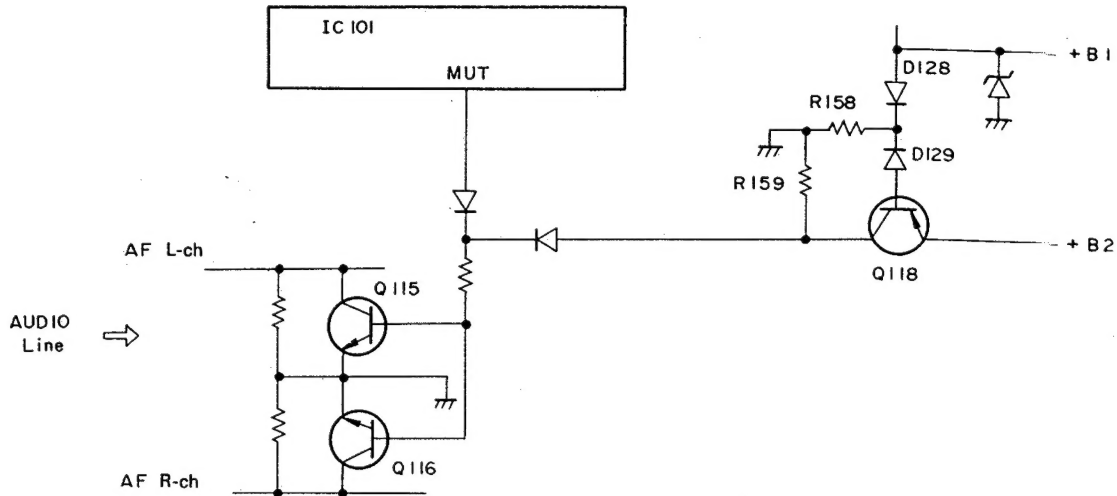 IC 101
MUT
+B1
D128
R158
D129
R159
+B2
Q118
AF L-ch
Q115
AUDIO
Line
Q116
AF R-ch